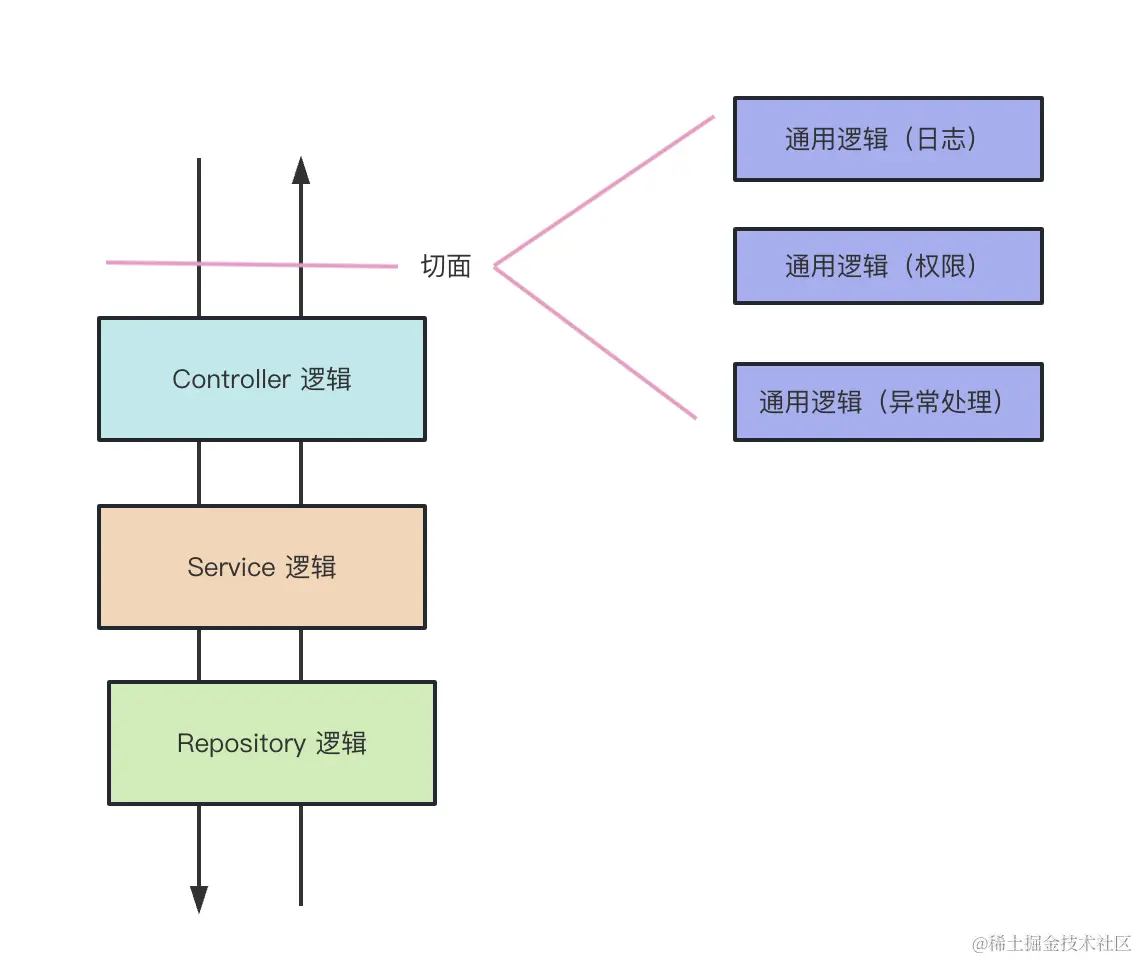 通用逻辑（日志）
切面
通用逻辑（权限）
Controller 逻辑
通用逻辑（异常处理）
Service 逻辑
Repository 逻辑
@稀土掘金技术社区